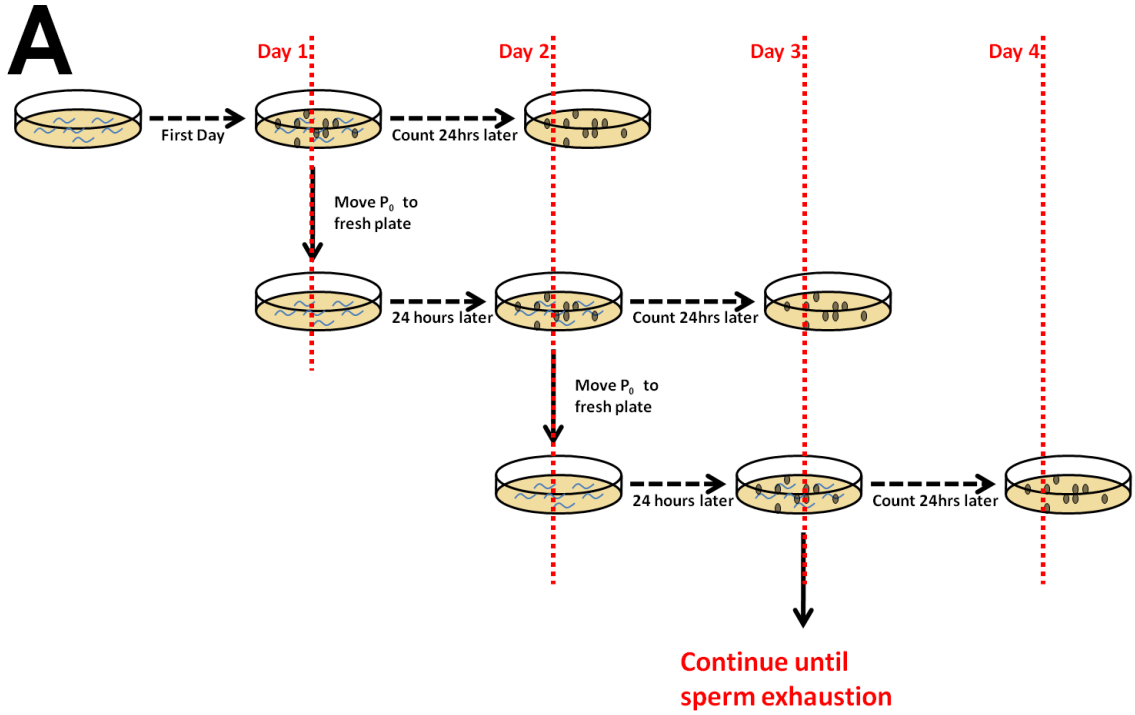 A
Day 1
Day 2
Day 3
Day 4
First Day
Count 24hrs later
Move P₀ to
fresh plate
24 hours later
Count 24hrs later
Move P₀ to
fresh plate
24 hours later
Count 24hrs later
Continue until
sperm exhaustion